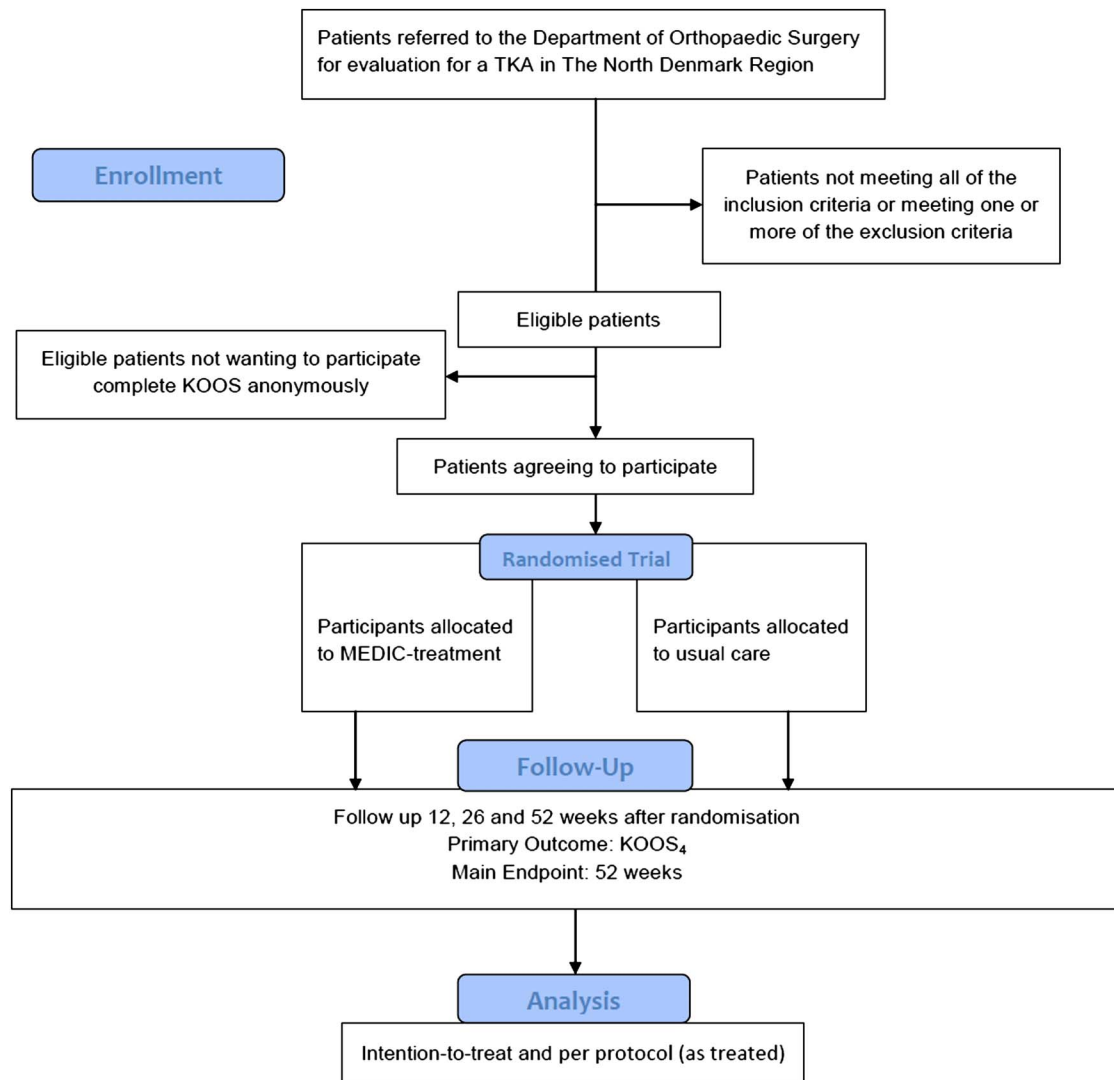 Patients referred to the Department of Orthopaedic Surgery
for evaluation for a TKA in The North Denmark Region
Enrollment
Patients not meeting all of the
inclusion criteria or meeting one or
more of the exclusion criteria
Eligible patients
Eligible patients not wanting to participate
complete KOOS anonymously
Patients agreeing to participate
Randomised Trial
Participants allocated
to MEDIC-treatment
Participants allocated
to usual care
Follow-Up
Follow up 12, 26 and 52 weeks after randomisation
Primary Outcome: KOOS₄
Main Endpoint: 52 weeks
Analysis
Intention-to-treat and per protocol (as treated)